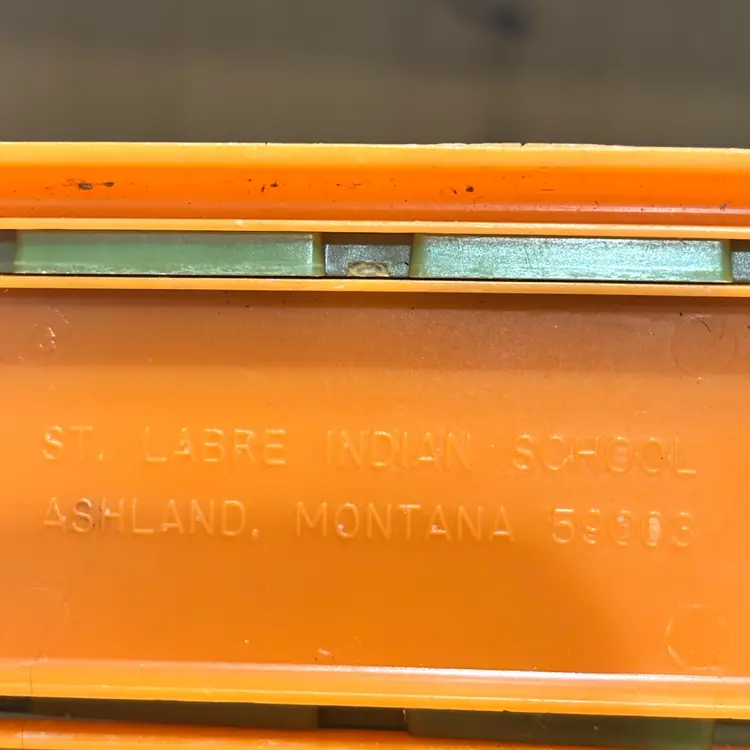 ST. LABRE INDIAN SCHOOL
ASHLAND, MONTANA 59003